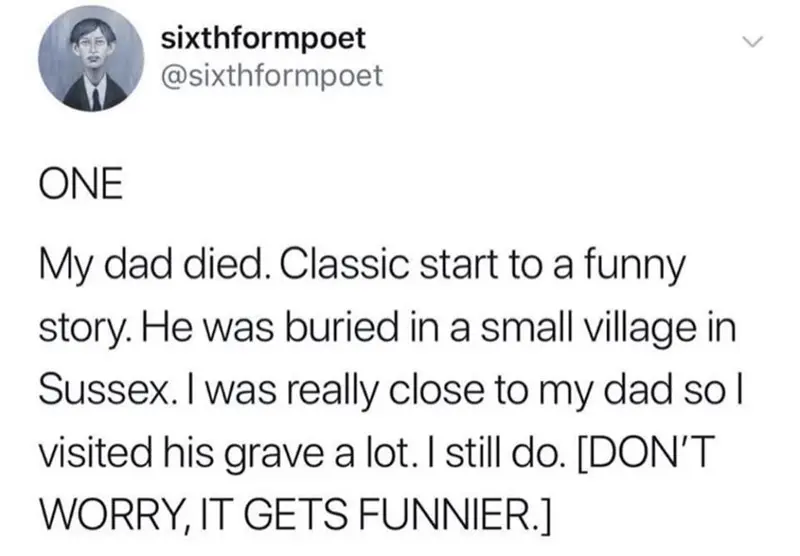 sixthformpoet
@sixthformpoet
ONE
My dad died. Classic start to a funny
story. He was buried in a small village in
Sussex. I was really close to my dad so I
visited his grave a lot. I still do. [DON'T
WORRY, IT GETS FUNNIER.]